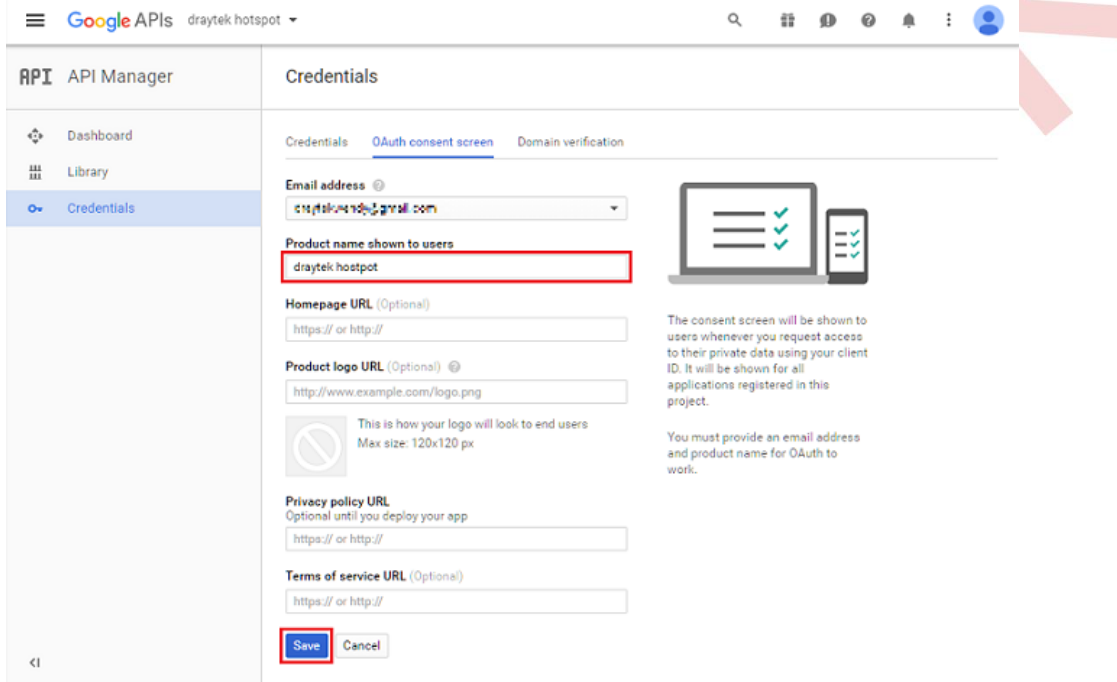 Google APIs draytek hotspot
API API Manager
Credentials
Dashboard
Library
Credentials
Credentials OAuth consent screen Domain verification
Email address
Product name shown to users
draytek hostpot
Homepage URL (Optional)
https:// or http://
Product logo URL (Optional)
http://www.example.com/logo.png
This is how your logo will look to end users
Max size: 120x120 px
Privacy policy URL
Optional until you deploy your app
https:// or http://
Terms of service URL (Optional)
https:// or http://
Save Cancel
The consent screen will be shown to
users whenever you request access
to their private data using your client
ID. It will be shown for all
applications registered in this
project.
You must provide an email address
and product name for OAuth to
work.